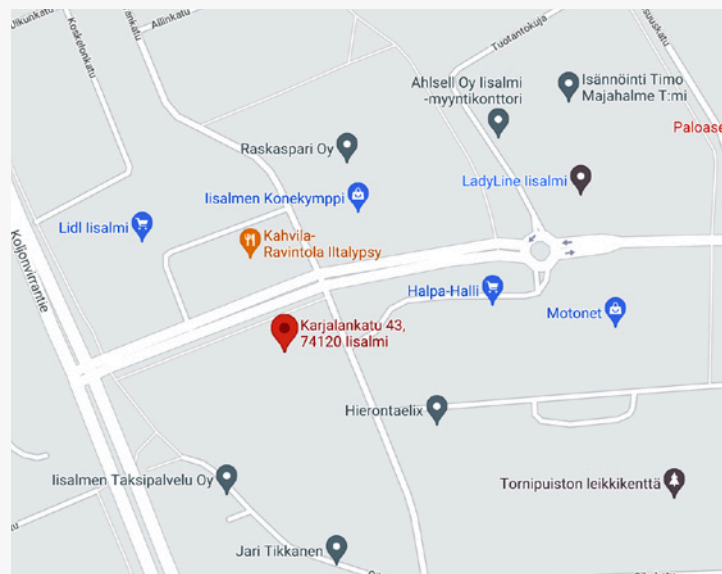 Allinkatu
Koskelonkatu
Tuotantokuja
Ahlsell Oy Iisalmi
-myyntikonttori
Isännöinti Timo
Majahalme T:mi
Paloase
Raskaspari Oy
LadyLine Iisalmi
Iisalmen Konekymppi
Lidl Iisalmi
Koljonvirrantie
Kahvila-
Ravintola IItalypsy
Halpa-Halli
Motonet
Karjalankatu 43,
74120 Iisalmi
Hierontaelix
Iisalmen Taksipalvelu Oy
Tornipuiston leikkikenttä
Jari Tikkanen